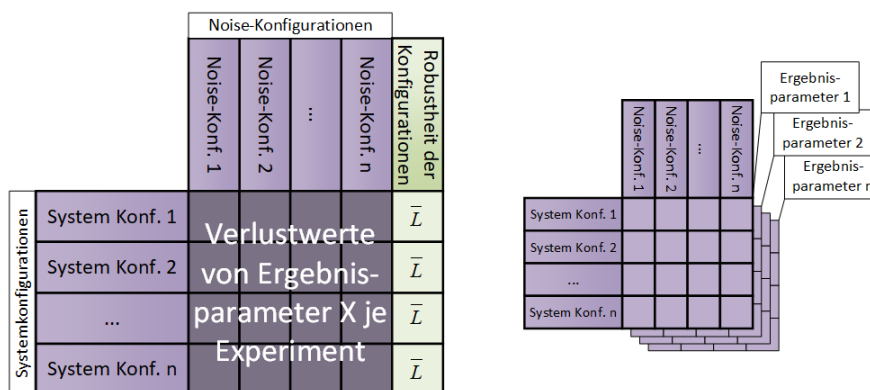 Noise-Konfigurationen
Noise-Konf. 1
Noise-Konf. 2
...
Noise-Konf. n
Robustheit der
Konfigurationen
Systemkonfigurationen
System Konf. 1
System Konf. 2
...
System Konf. n
Verlustwerte
von Ergebnis-
parameter X je
Experiment
L̅
L̅
L̅
L̅
Ergebnis-
parameter 1
Ergebnis-
parameter 2
Ergebnis-
parameter n
Noise-Konf. 1
Noise-Konf. 2
...
Noise-Konf. n
System Konf. 1
System Konf. 2
...
System Konf. n